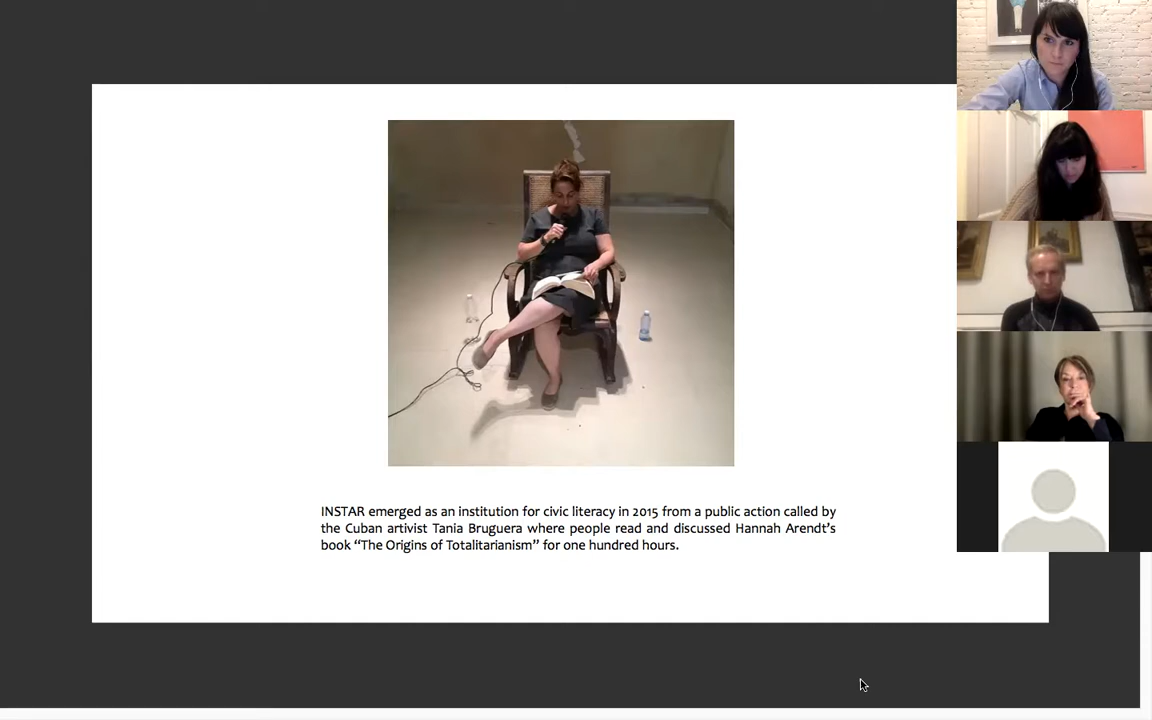 INSTAR emerged as an institution for civic literacy in 2015 from a public action called by
the Cuban artivist Tania Bruguera where people read and discussed Hannah Arendt’s
book “The Origins of Totalitarianism” for one hundred hours.